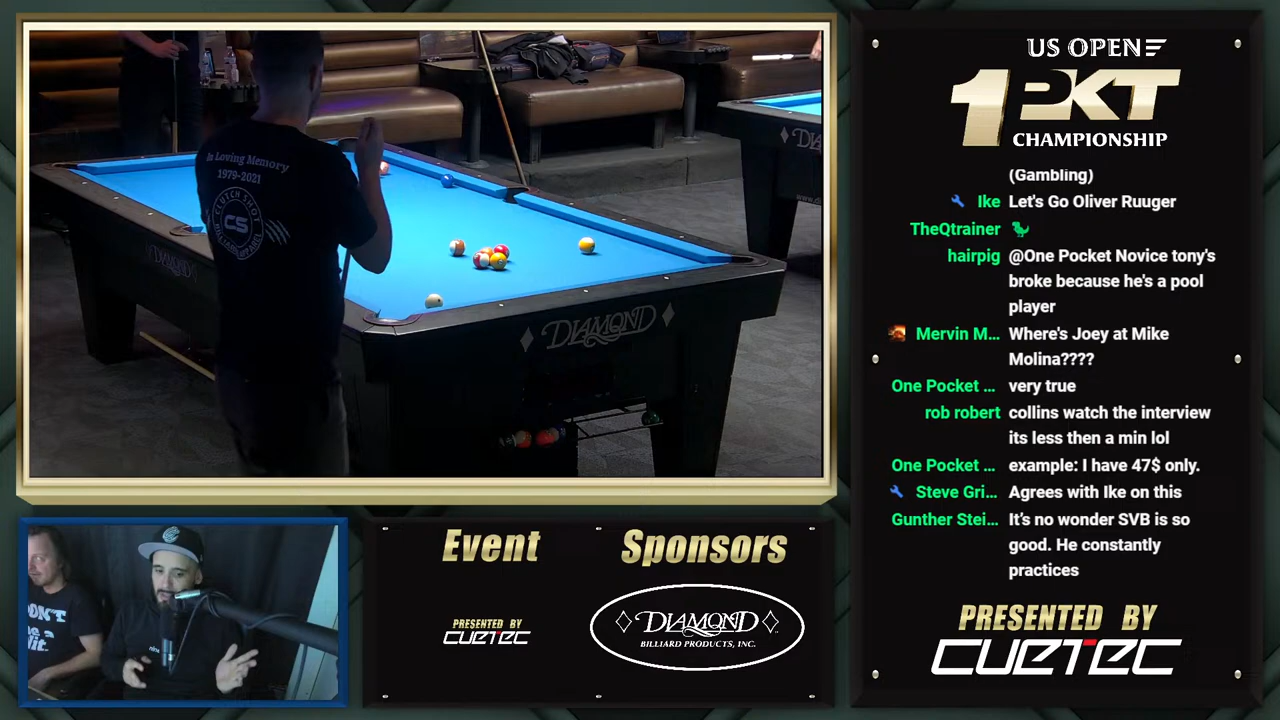 In Loving Memory
1979-2021
CLUTCH SHOT
CS
BILLIARD APPAREL
DIAMOND
US OPEN
1PKT
CHAMPIONSHIP
(Gambling)
Ike Let's Go Oliver Ruuger
TheQtrainer
hairpig @One Pocket Novice tony's
broke because he's a pool
player
Mervin M... Where's Joey at Mike
Molina????
One Pocket ... very true
rob robert collins watch the interview
its less then a min lol
One Pocket ... example: I have 47$ only.
Steve Gri... Agrees with Ike on this
Gunther Stei... It's no wonder SVB is so
good. He constantly
practices
PRESENTED BY
CUETEC
Event Sponsors
PRESENTED BY
CUETEC
DIAMOND
BILLIARD PRODUCTS, INC.